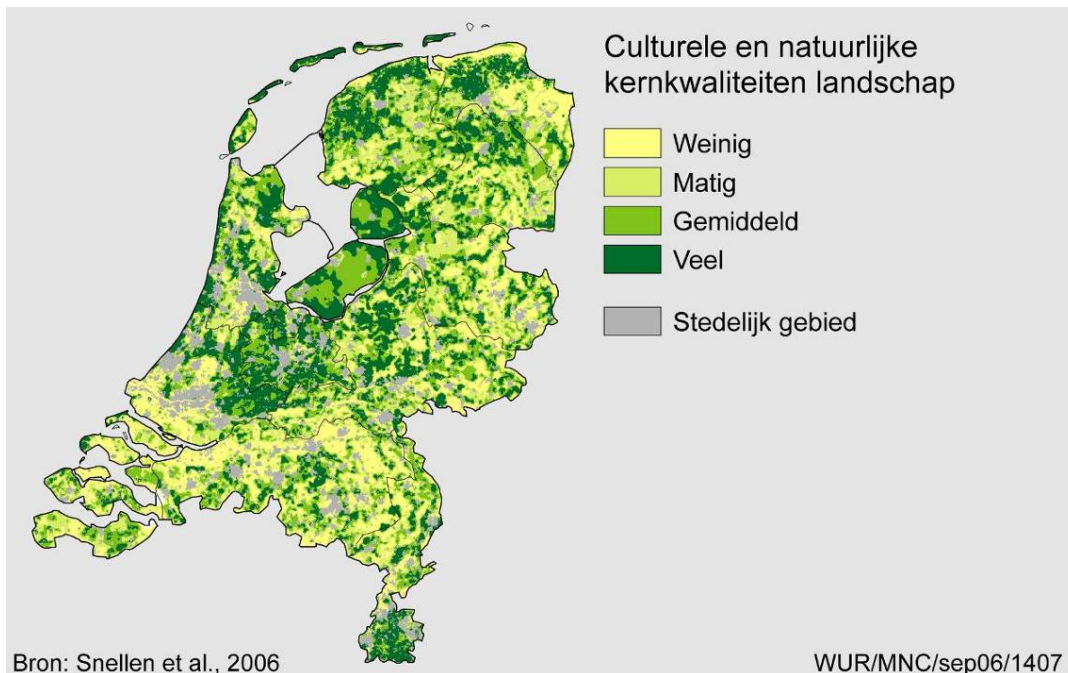 Culturele en natuurlijke
kernkwaliteiten landschap
Weinig
Matig
Gemiddeld
Veel
Stedelijk gebied
Bron: Snellen et al., 2006
WUR/MNC/sep06/1407